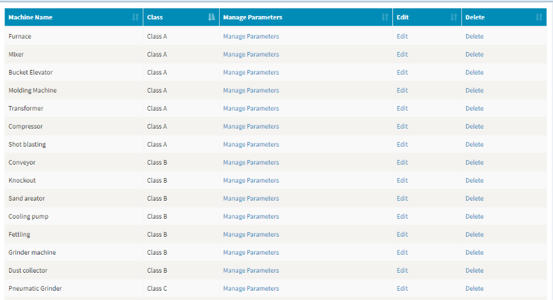 Machine Name Class Manage Parameters Edit Delete
Furnace Class A Manage Parameters Edit Delete
Mixer Class A Manage Parameters Edit Delete
Bucket Elevator Class A Manage Parameters Edit Delete
Molding Machine Class A Manage Parameters Edit Delete
Transformer Class A Manage Parameters Edit Delete
Compressor Class A Manage Parameters Edit Delete
Shot blasting Class A Manage Parameters Edit Delete
Conveyor Class B Manage Parameters Edit Delete
Knockout Class B Manage Parameters Edit Delete
Sand areator Class B Manage Parameters Edit Delete
Cooling pump Class B Manage Parameters Edit Delete
Fettling Class B Manage Parameters Edit Delete
Grinder machine Class B Manage Parameters Edit Delete
Dust collector Class B Manage Parameters Edit Delete
Pneumatic Grinder Class C Manage Parameters Edit Delete